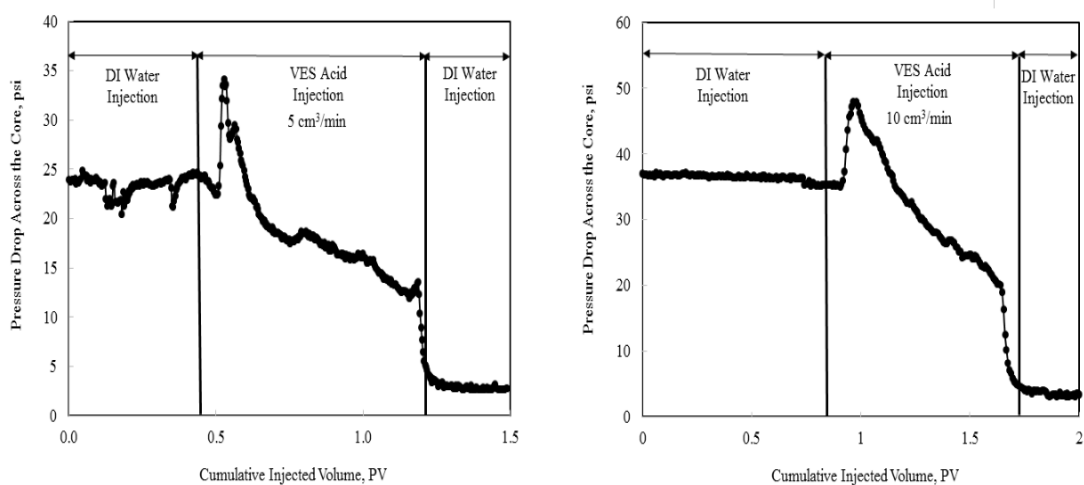 40
35
30
25
20
15
10
5
0
Pressure Drop Across the Core, psi
DI Water
Injection
VES Acid
Injection
5 cm³/min
DI Water
Injection
0.0
0.5
1.0
1.5
Cumulative Injected Volume, PV
60
50
40
30
20
10
0
Pressure Drop Across the Core, psi
DI Water
Injection
VES Acid
Injection
10 cm³/min
DI Water
Injection
0
0.5
1
1.5
2
Cumulative Injected Volume, PV